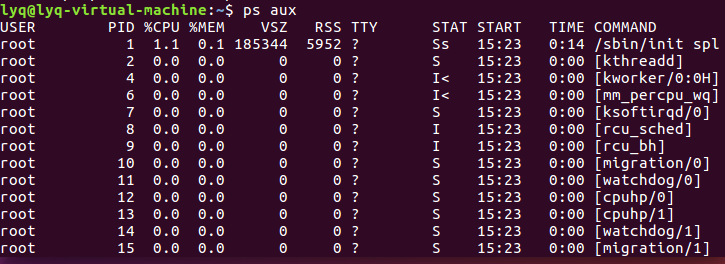 lyq@lyq-virtual-machine:~$ ps aux
USER PID %CPU %MEM VSZ RSS TTY STAT START TIME COMMAND
root 1 1.1 0.1 185344 5952 ? Ss 15:23 0:14 /sbin/init spl
root 2 0.0 0.0 0 0 ? S 15:23 0:00 [kthreadd]
root 4 0.0 0.0 0 0 ? I< 15:23 0:00 [kworker/0:0H]
root 6 0.0 0.0 0 0 ? I< 15:23 0:00 [mm_percpu_wq]
root 7 0.0 0.0 0 0 ? S 15:23 0:00 [ksoftirqd/0]
root 8 0.0 0.0 0 0 ? I 15:23 0:00 [rcu_sched]
root 9 0.0 0.0 0 0 ? I 15:23 0:00 [rcu_bh]
root 10 0.0 0.0 0 0 ? S 15:23 0:00 [migration/0]
root 11 0.0 0.0 0 0 ? S 15:23 0:00 [watchdog/0]
root 12 0.0 0.0 0 0 ? S 15:23 0:00 [cpuhp/0]
root 13 0.0 0.0 0 0 ? S 15:23 0:00 [cpuhp/1]
root 14 0.0 0.0 0 0 ? S 15:23 0:00 [watchdog/1]
root 15 0.0 0.0 0 0 ? S 15:23 0:00 [migration/1]